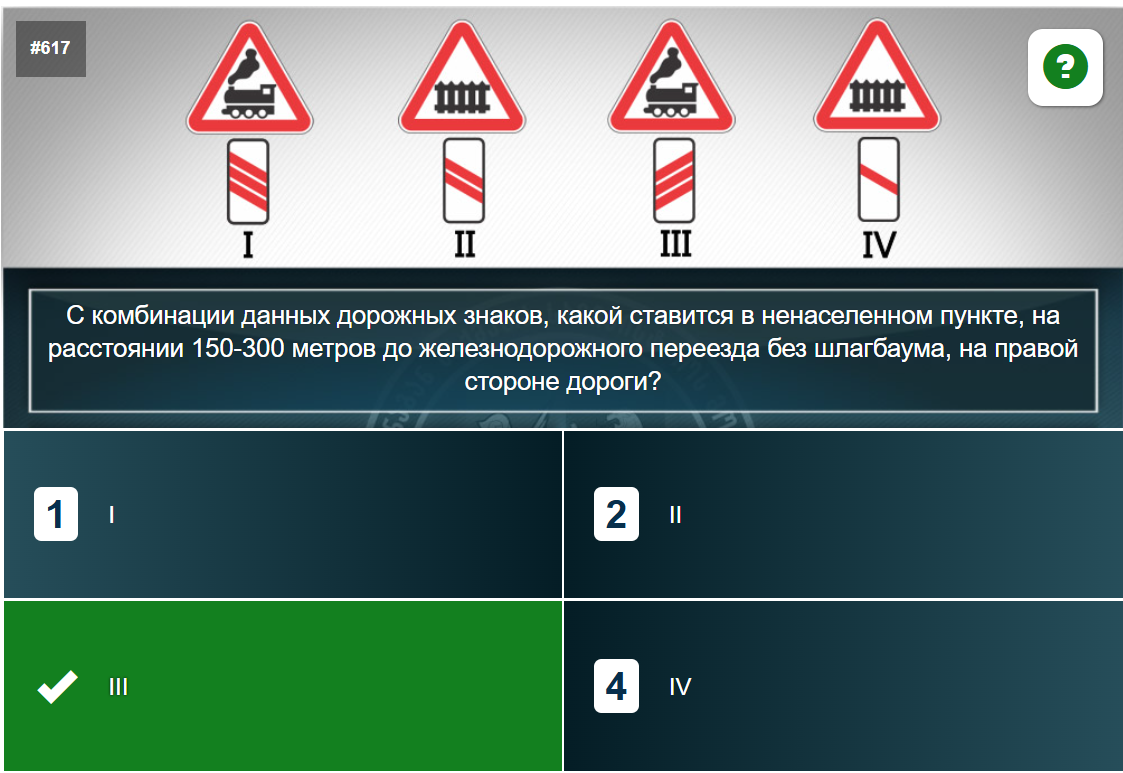 #617
?
I
II
III
IV
С комбинации данных дорожных знаков, какой ставится в ненаселенном пункте, на
расстоянии 150-300 метров до железнодорожного переезда без шлагбаума, на правой
стороне дороги?
1 I
2 II
III
4 IV